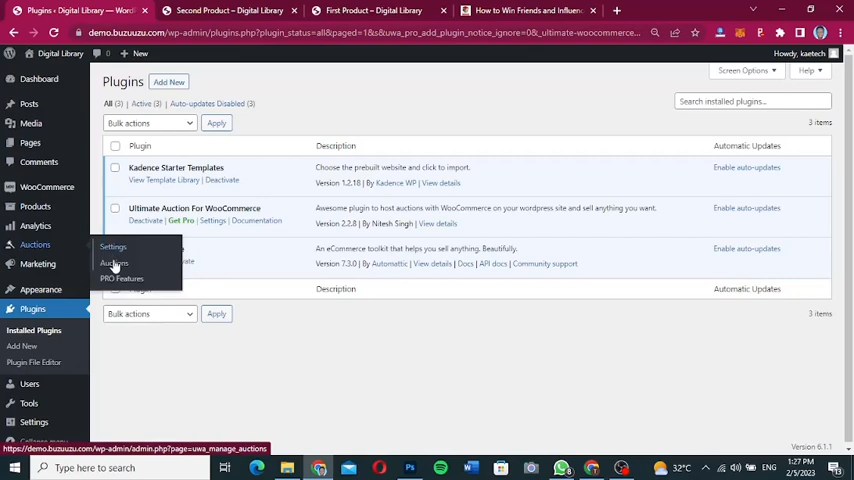 Plugins ‹ Digital Library — Word
Second Product – Digital Library
First Product – Digital Library
How to Win Friends and Influenc
demo.buzuuzu.com/wp-admin/plugins.php?plugin_status=all&paged=1&s&uwa_pro_add_plugin_notice_ignore=0&_ultimate-woocommerce...
Digital Library
0
New
Howdy, kaetech
Dashboard
Posts
Media
Pages
Comments
WooCommerce
Products
Analytics
Auctions
Marketing
Appearance
Plugins
Installed Plugins
Add New
Plugin File Editor
Users
Tools
Settings
Collapse menu
Settings
Auctions
PRO Features
Plugins
Add New
Screen Options
Help
All (3) | Active (3) | Auto-updates Disabled (3)
Search installed plugins...
Bulk actions
Apply
3 items
Plugin
Description
Automatic Updates
Kadence Starter Templates
View Template Library | Deactivate
Choose the prebuilt website and click to import.
Version 1.2.18 | By Kadence WP | View details
Enable auto-updates
Ultimate Auction For WooCommerce
Deactivate | Get Pro | Settings | Documentation
Awesome plugin to host auctions with WooCommerce on your wordpress site and sell anything you want.
Version 2.2.8 | By Nitesh Singh | View details
Enable auto-updates
An eCommerce toolkit that helps you sell anything. Beautifully.
Version 7.3.0 | By Automattic | View details | Docs | API docs | Community support
Enable auto-updates
Plugin
Description
Automatic Updates
Bulk actions
Apply
3 items
Version 6.1.1
https://demo.buzuuzu.com/wp-admin/admin.php?page=uwa_manage_auctions
Type here to search
8
32°C
ENG
1:27 PM
2/5/2023
13